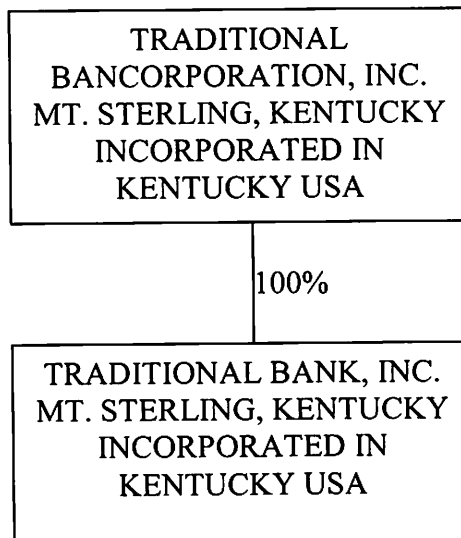 TRADITIONAL
BANCORPORATION, INC.
MT. STERLING, KENTUCKY
INCORPORATED IN
KENTUCKY USA
100%
TRADITIONAL BANK, INC.
MT. STERLING, KENTUCKY
INCORPORATED IN
KENTUCKY USA